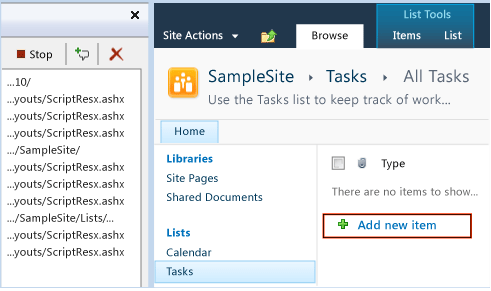 Stop
...10/
...youts/ScriptResx.ashx
...youts/ScriptResx.ashx
...youts/ScriptResx.ashx
.../SampleSite/
...youts/ScriptResx.ashx
...youts/ScriptResx.ashx
...youts/ScriptResx.ashx
.../SampleSite/Lists/...
...youts/ScriptResx.ashx
...youts/ScriptResx.ashx
List Tools
Site Actions Browse Items List
SampleSite Tasks All Tasks
Use the Tasks list to keep track of work...
Home
Libraries
Site Pages
Shared Documents
Lists
Calendar
Tasks
Type
There are no items to show...
Add new item